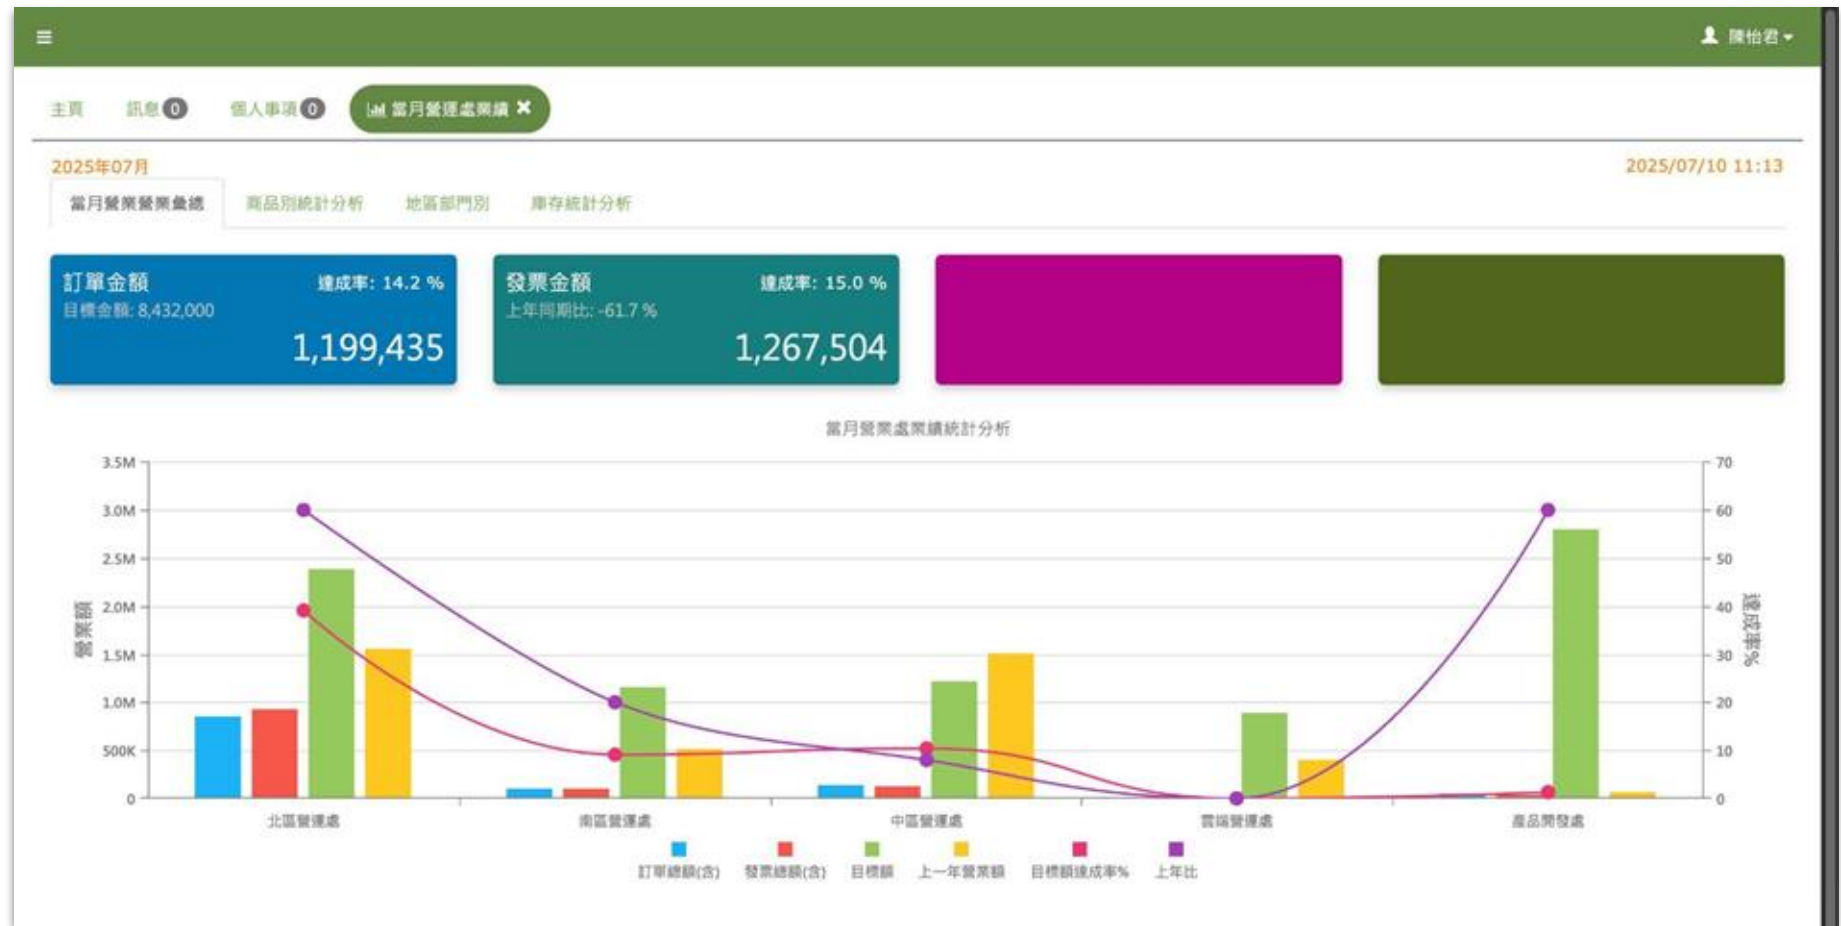 陳怡君
主頁 訊息 0 個人事項 0 當月營運處業績 ✖
2025年07月 2025/07/10 11:13
當月營業營業彙總 商品別統計分析 地區部門別 庫存統計分析
訂單金額 達成率: 14.2 %
目標金額: 8,432,000
1,199,435
發票金額 達成率: 15.0 %
上年同期比: -61.7 %
1,267,504
當月營業處業績統計分析
營業額
3.5M
3.0M
2.5M
2.0M
1.5M
1.0M
500K
0
70
60
50
40
30
20
10
0
達成率%
北區營運處 南區營運處 中區營運處 雲端營運處 產品開發處
訂單總額(含) 發票總額(含) 目標額 上一年營業額 目標額達成率% 上年比